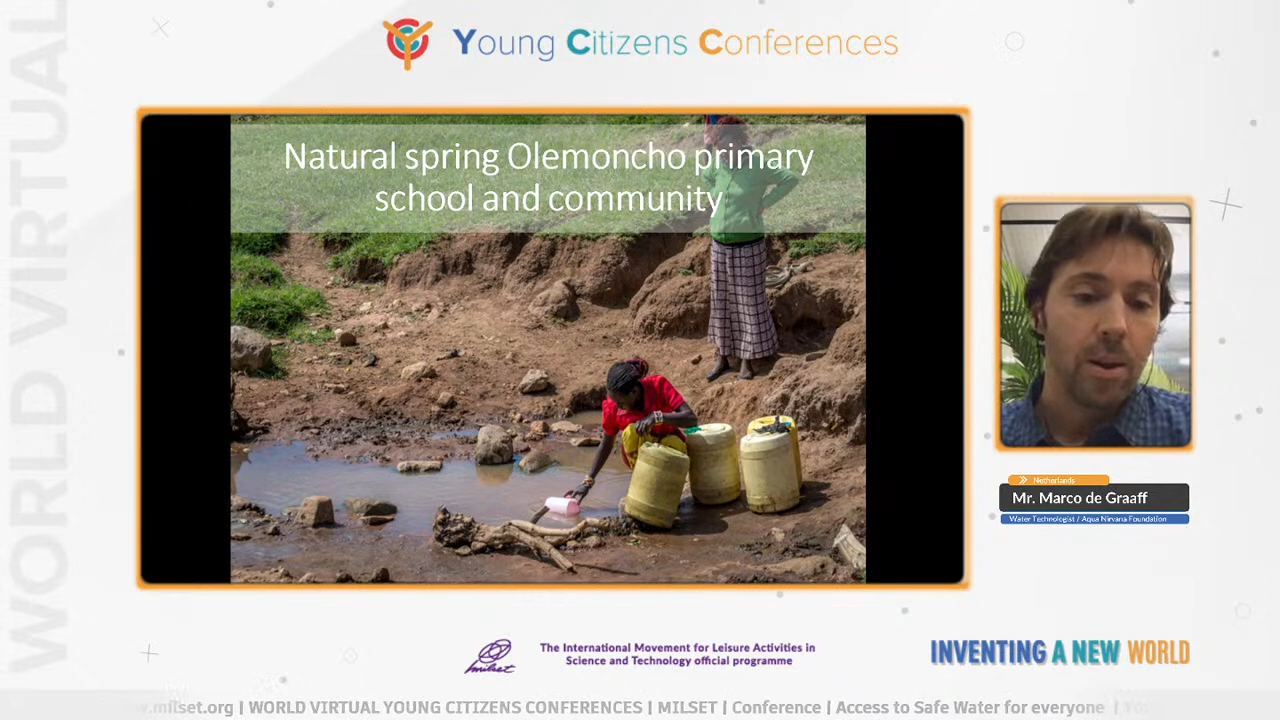 WORLD VIRTUAL
Young Citizens Conferences
Natural spring Olemoncho primary
school and community
Netherlands
Mr. Marco de Graaff
Water Technologist / Aqua Nirvana Foundation
milset
The International Movement for Leisure Activities in
Science and Technology official programme
INVENTING A NEW WORLD
.milset.org | WORLD VIRTUAL YOUNG CITIZENS CONFERENCES | MILSET | Conference | Access to Safe Water for everyone |